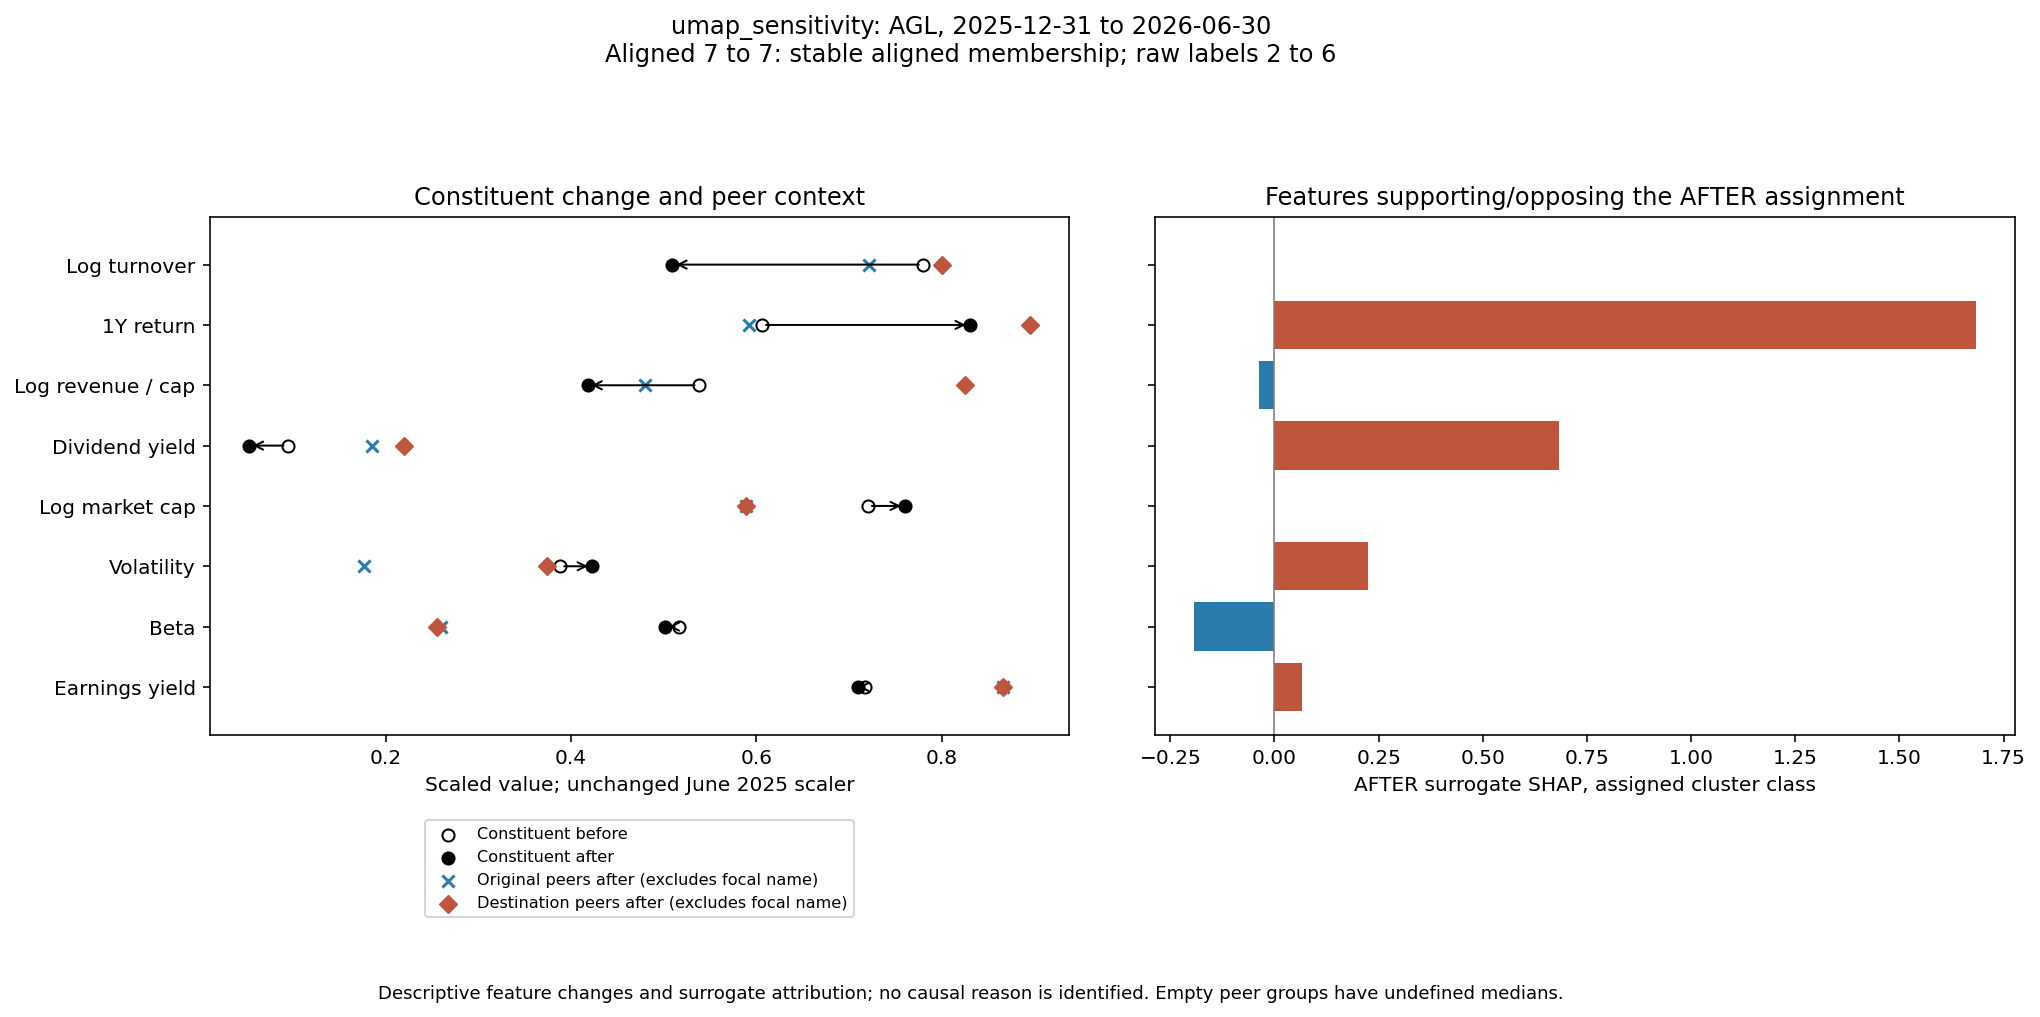 umap_sensitivity: AGL, 2025-12-31 to 2026-06-30
Aligned 7 to 7: stable aligned membership; raw labels 2 to 6
Constituent change and peer context
Log turnover
1Y return
Log revenue / cap
Dividend yield
Log market cap
Volatility
Beta
Earnings yield
0.2 0.4 0.6 0.8
Scaled value; unchanged June 2025 scaler
Constituent before
Constituent after
Original peers after (excludes focal name)
Destination peers after (excludes focal name)
Features supporting/opposing the AFTER assignment
−0.25 0.00 0.25 0.50 0.75 1.00 1.25 1.50 1.75
AFTER surrogate SHAP, assigned cluster class
Descriptive feature changes and surrogate attribution; no causal reason is identified. Empty peer groups have undefined medians.